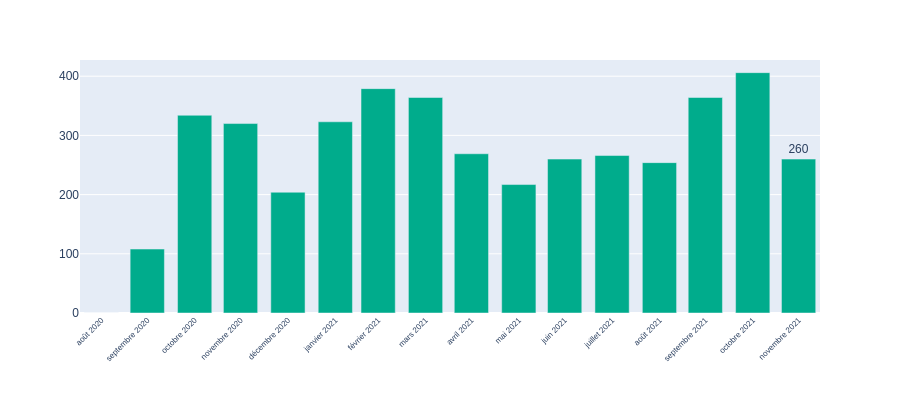 400
300
200
100
0
260
août 2020
septembre 2020
octobre 2020
novembre 2020
décembre 2020
janvier 2021
février 2021
mars 2021
avril 2021
mai 2021
juin 2021
juillet 2021
août 2021
septembre 2021
octobre 2021
novembre 2021